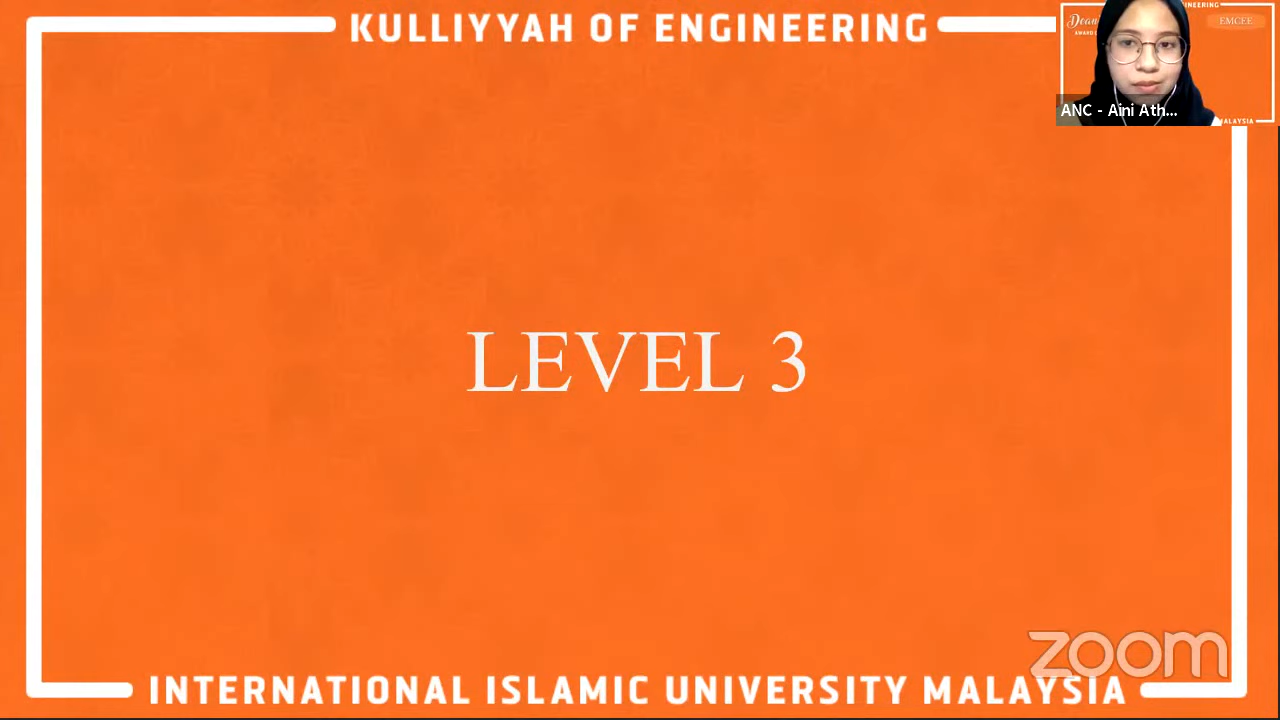 KULLIYYAH OF ENGINEERING
EMCEE
ANC - Aini Ath...
LEVEL 3
zoom
INTERNATIONAL ISLAMIC UNIVERSITY MALAYSIA